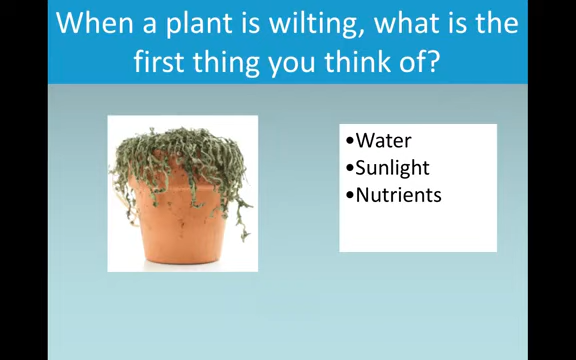 When a plant is wilting, what is the
first thing you think of?
•Water
•Sunlight
•Nutrients